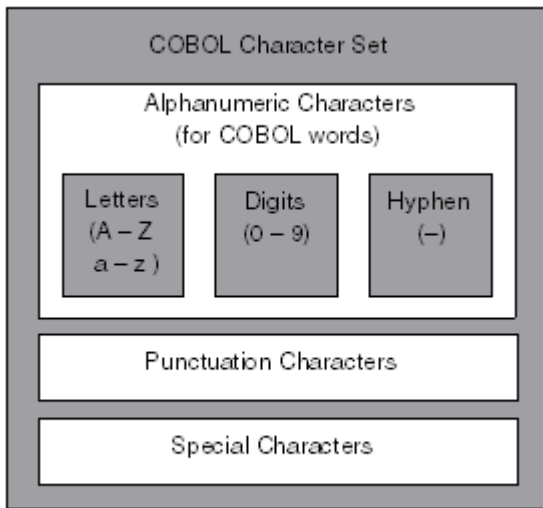 COBOL Character Set
Alphanumeric Characters
(for COBOL words)
Letters
(A – Z
a – z )
Digits
(0 – 9)
Hyphen
(–)
Punctuation Characters
Special Characters